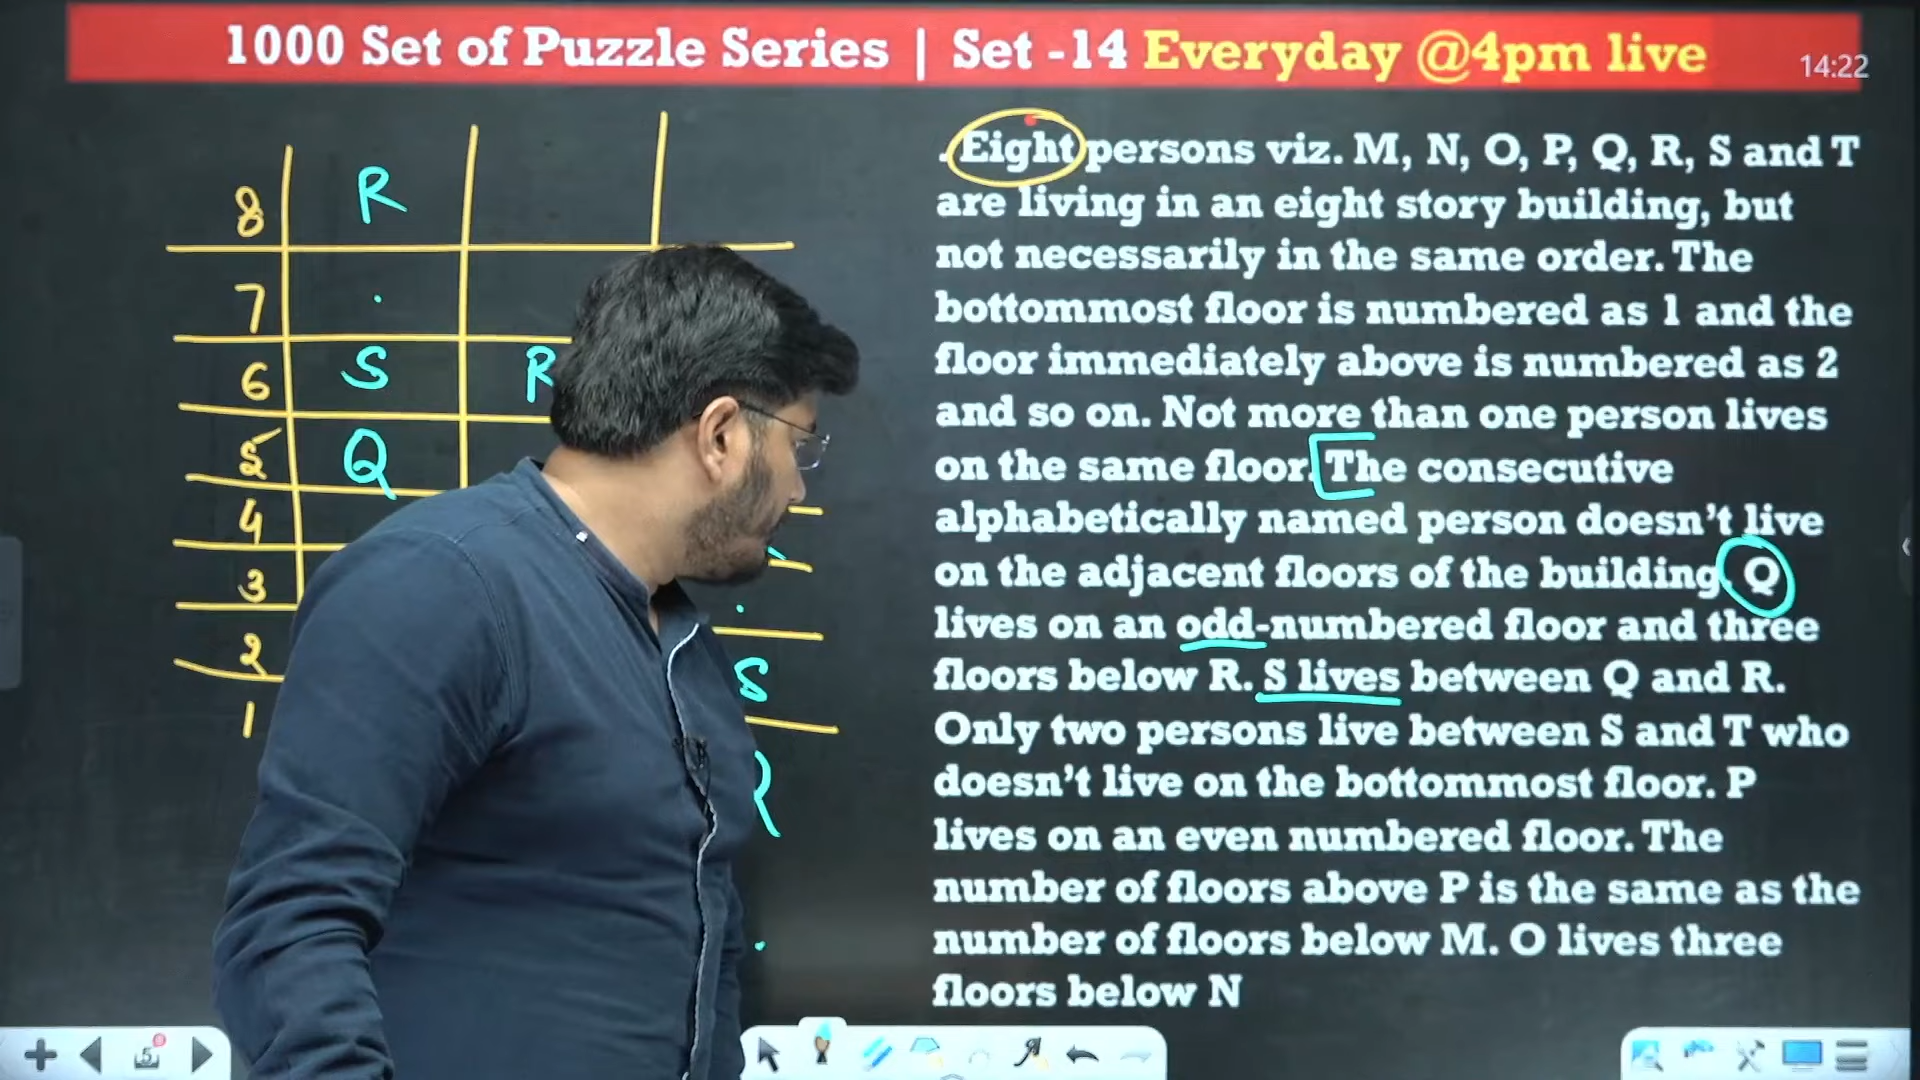 1000 Set of Puzzle Series | Set -14 Everyday @4pm live
14:22
. Eight persons viz. M, N, O, P, Q, R, S and T
are living in an eight story building, but
not necessarily in the same order. The
bottommost floor is numbered as 1 and the
floor immediately above is numbered as 2
and so on. Not more than one person lives
on the same floor. The consecutive
alphabetically named person doesn't live
on the adjacent floors of the building. Q
lives on an odd-numbered floor and three
floors below R. S lives between Q and R.
Only two persons live between S and T who
doesn't live on the bottommost floor. P
lives on an even numbered floor. The
number of floors above P is the same as the
number of floors below M. O lives three
floors below N
8 R
7
6 S R
5 Q
4
3
2 S
1
5